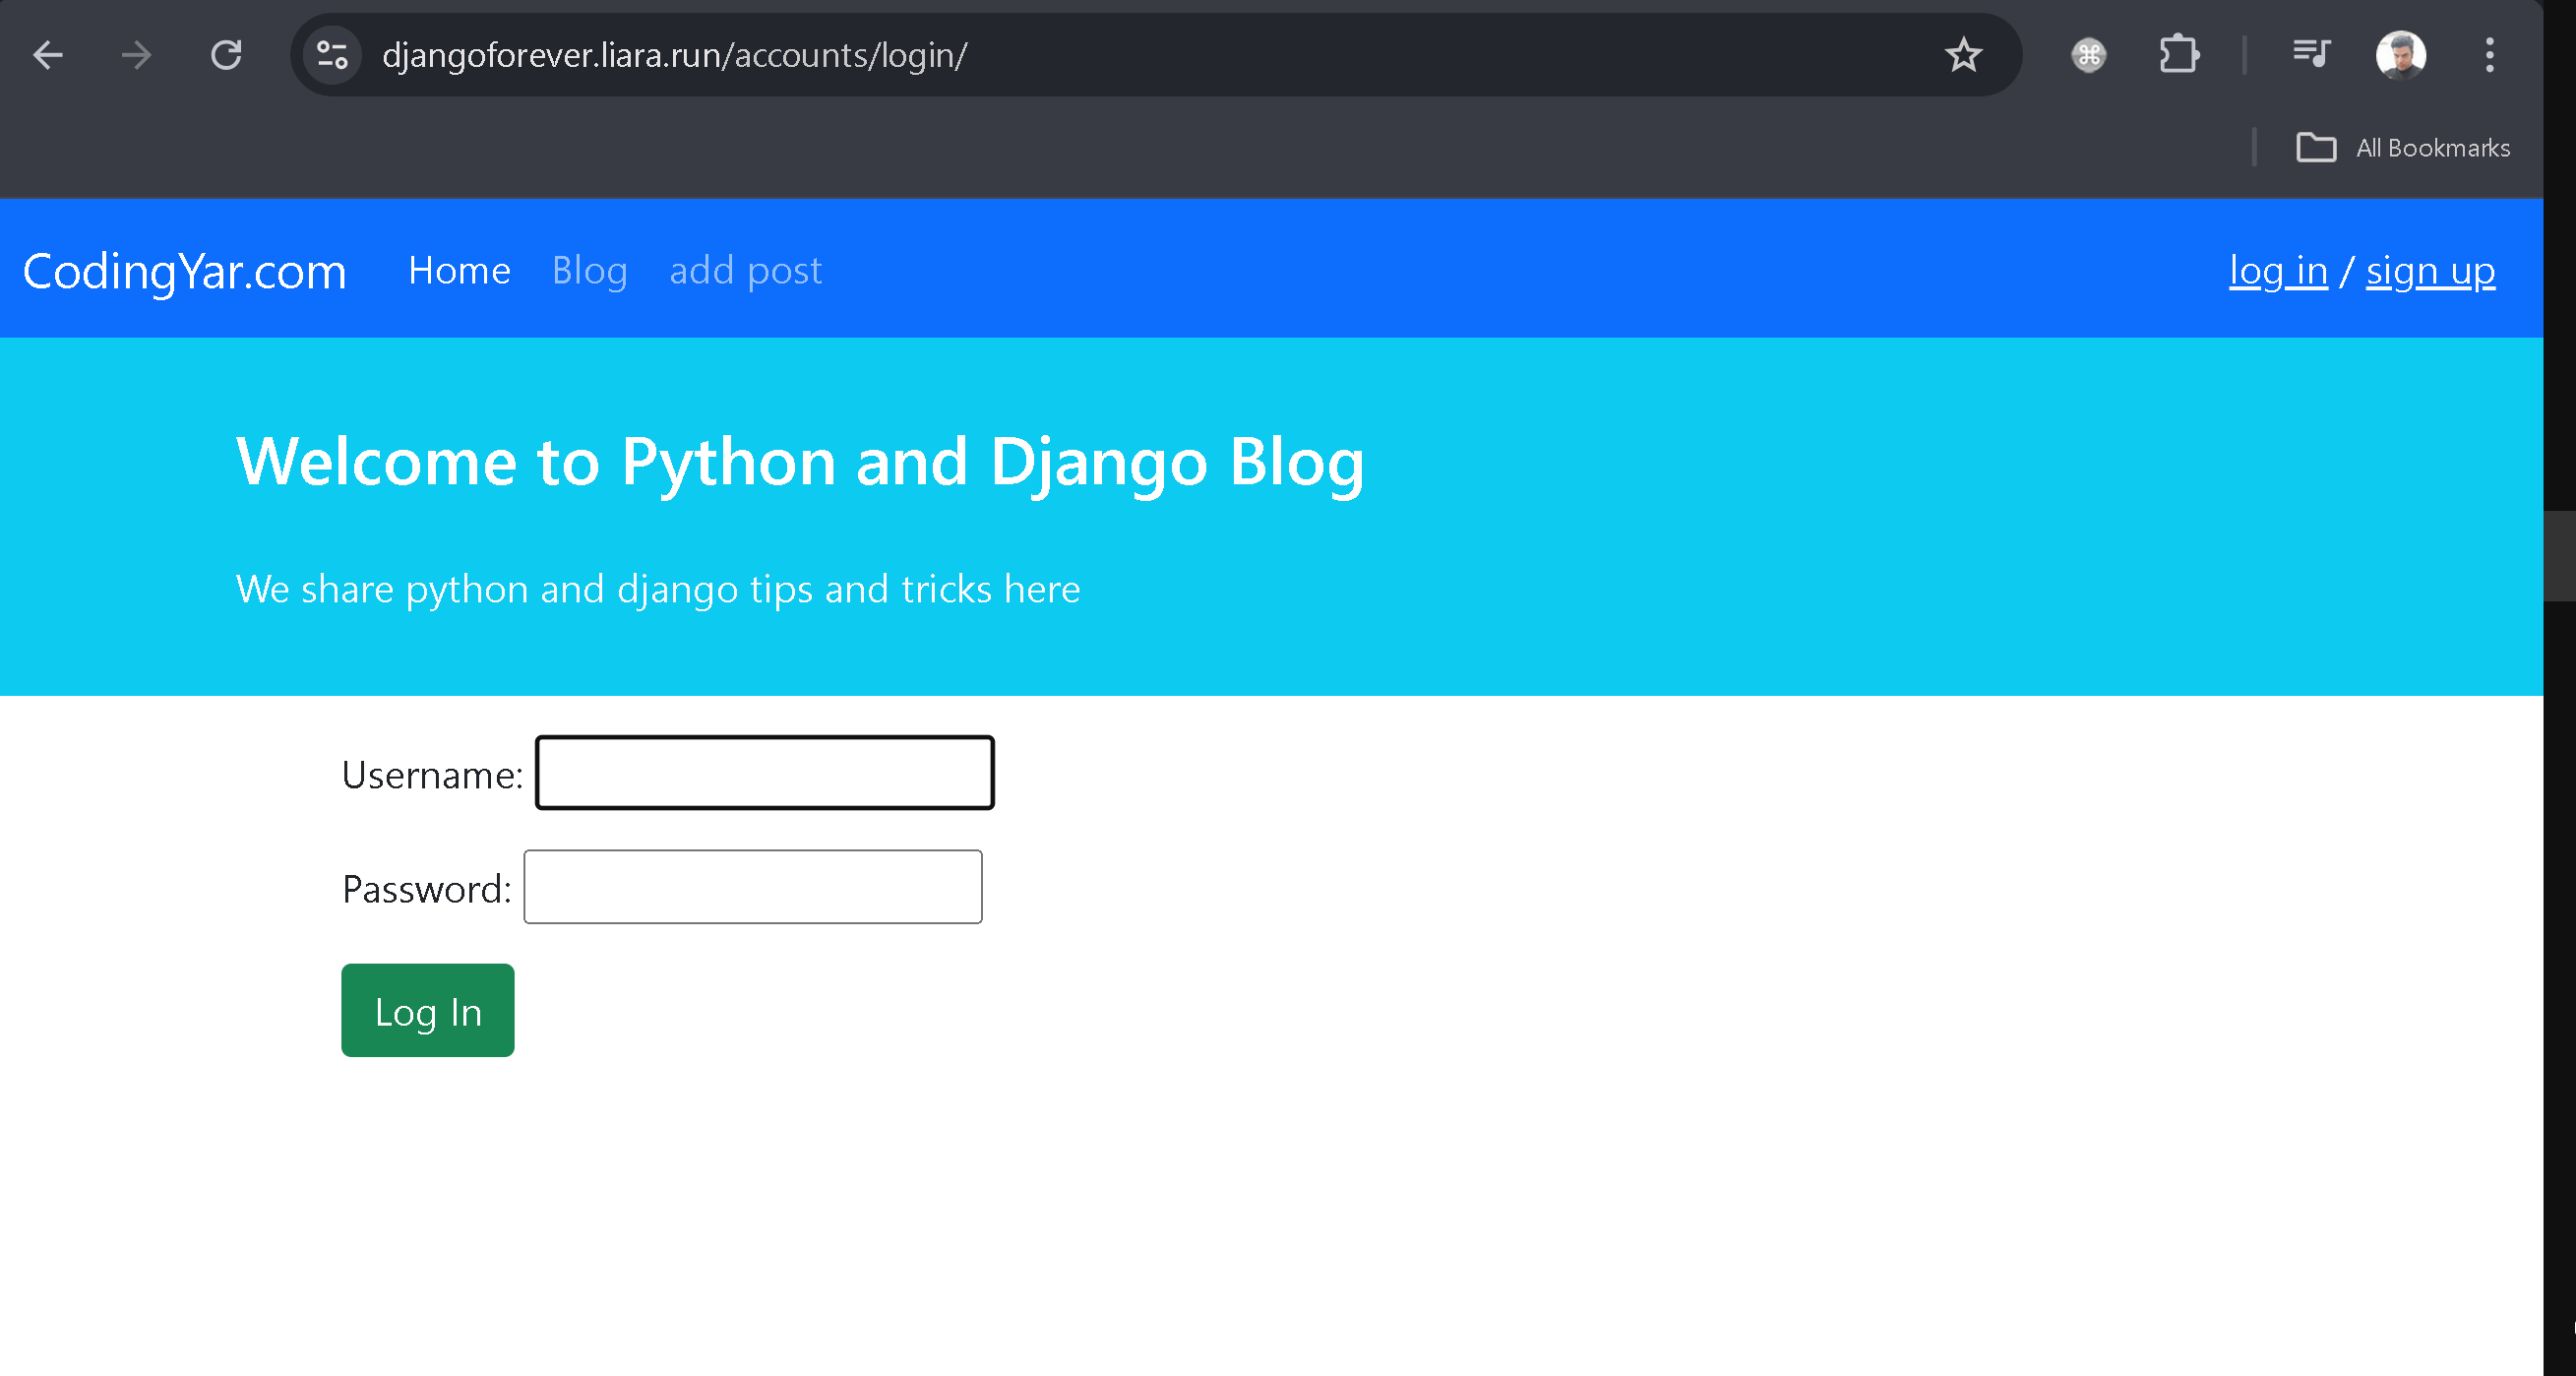 djangoforever.liara.run/accounts/login/
All Bookmarks
CodingYar.com Home Blog add post log in / sign up
Welcome to Python and Django Blog
We share python and django tips and tricks here
Username:
Password:
Log In